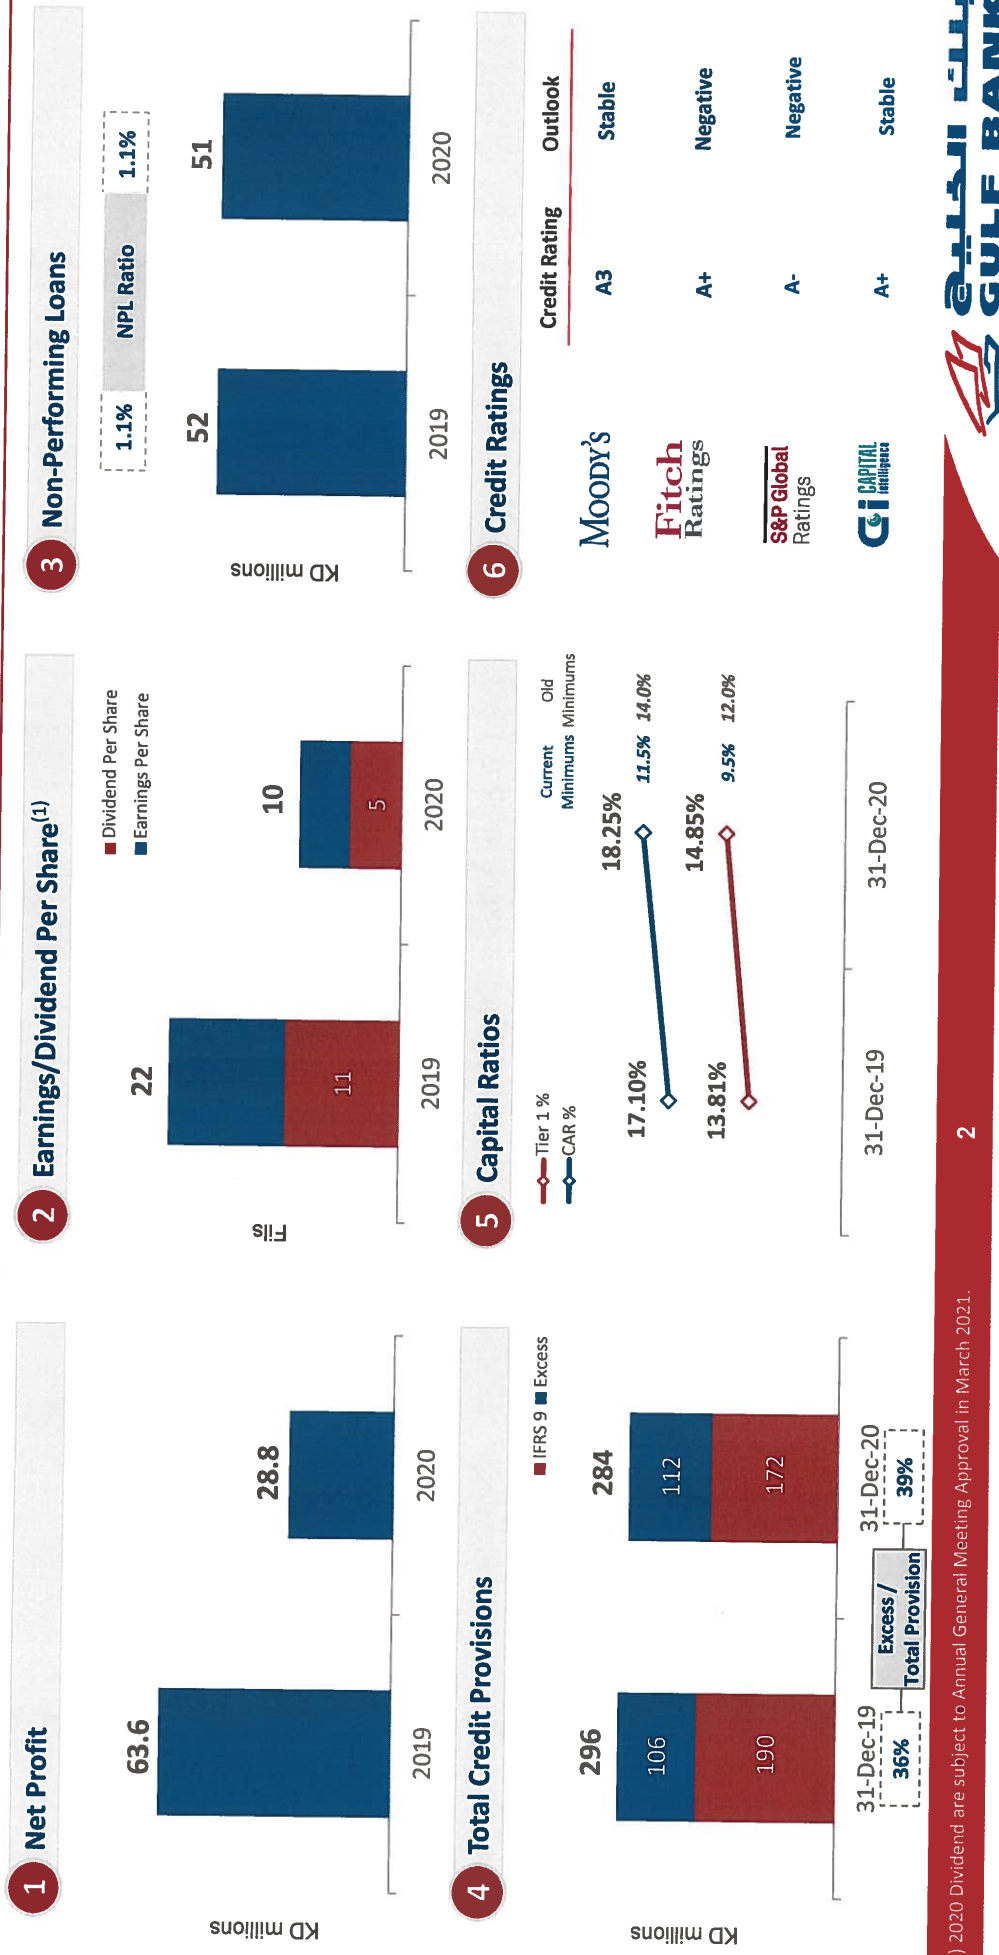 1 Net Profit
KD millions
63.6
28.8
2019
2020
2 Earnings/Dividend Per Share(1)
Dividend Per Share
Earnings Per Share
Fils
22
11
10
5
2019
2020
3 Non-Performing Loans
1.1%
NPL Ratio
1.1%
KD millions
52
51
2019
2020
4 Total Credit Provisions
IFRS 9
Excess
KD millions
296
106
190
284
112
172
31-Dec-19
31-Dec-20
36%
Excess /
Total Provision
39%
5 Capital Ratios
Tier 1 %
CAR %
Current
Minimums
Old
Minimums
17.10%
18.25%
11.5%
14.0%
13.81%
14.85%
9.5%
12.0%
31-Dec-19
31-Dec-20
6 Credit Ratings
Credit Rating
Outlook
MOODY'S
A3
Stable
Fitch
Ratings
A+
Negative
S&P Global
Ratings
A-
Negative
Ci CAPITAL
intelligence
A+
Stable
) 2020 Dividend are subject to Annual General Meeting Approval in March 2021.
2
GULF BANK